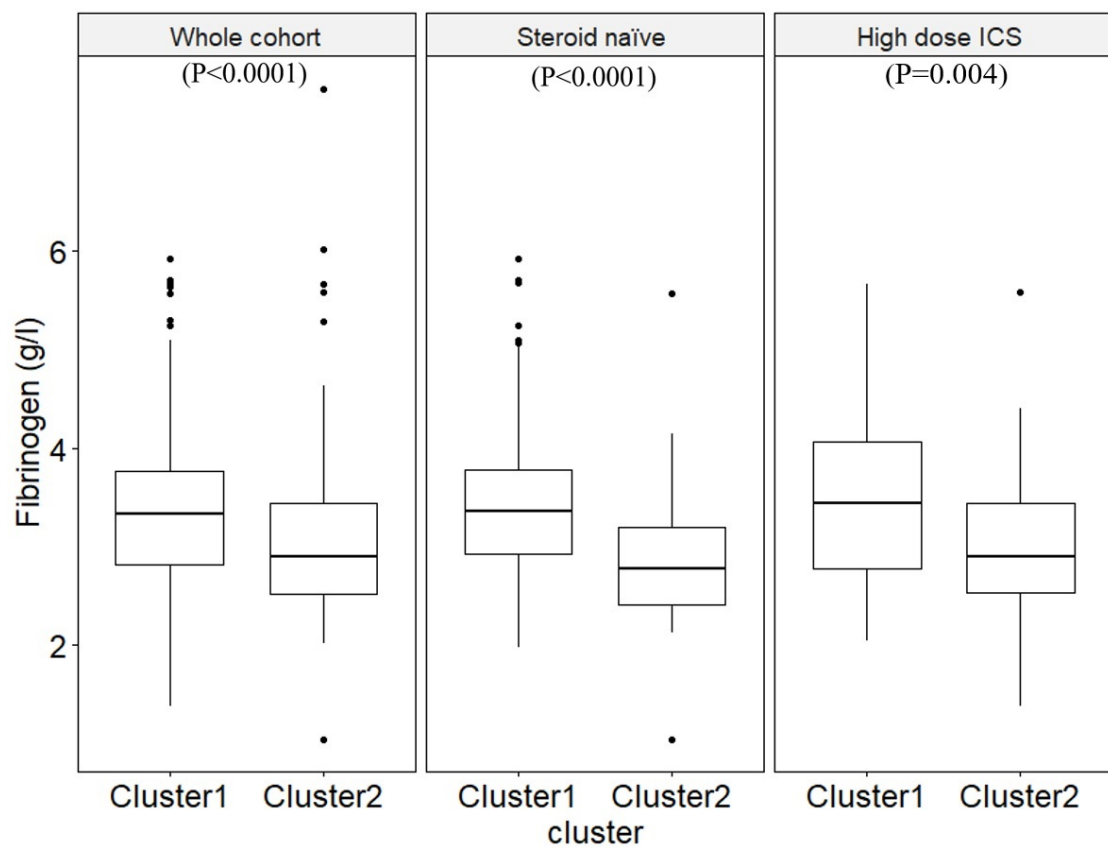 Whole cohort
Steroid naïve
High dose ICS
(P<0.0001)
(P<0.0001)
(P=0.004)
Fibrinogen (g/l)
6
4
2
Cluster1 Cluster2
Cluster1 Cluster2
Cluster1 Cluster2
cluster